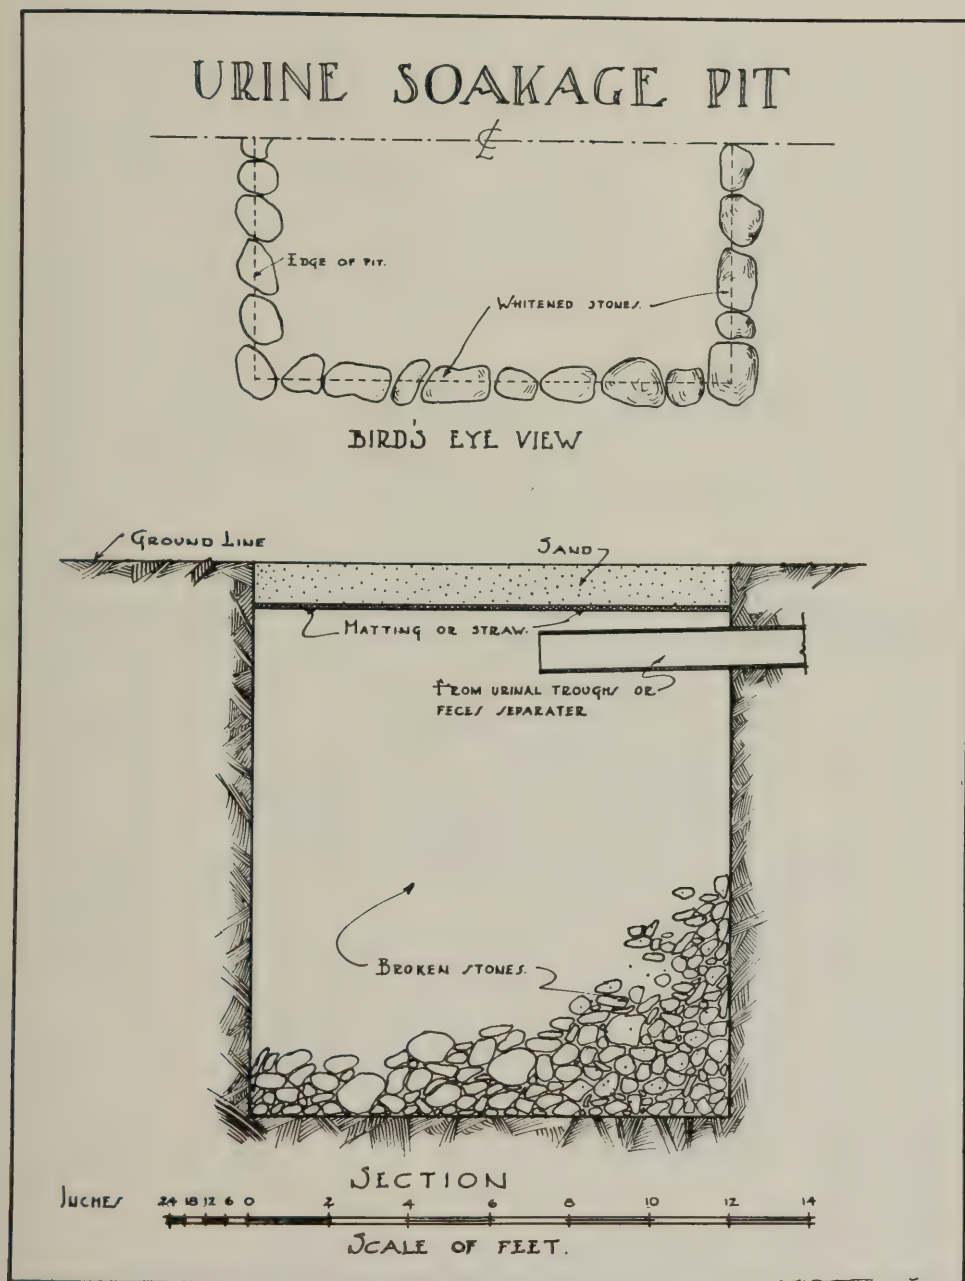 URINE SOAKAGE PIT
℄
EDGE OF PIT.
WHITENED STONES.
BIRD'S EYE VIEW
GROUND LINE
SAND
MATTING OR STRAW.
FROM URINAL TROUGHS OR
FECES SEPARATER
BROKEN STONES.
SECTION
INCHES 24 18 12 6 0 2 4 6 8 10 12 14
SCALE OF FEET.